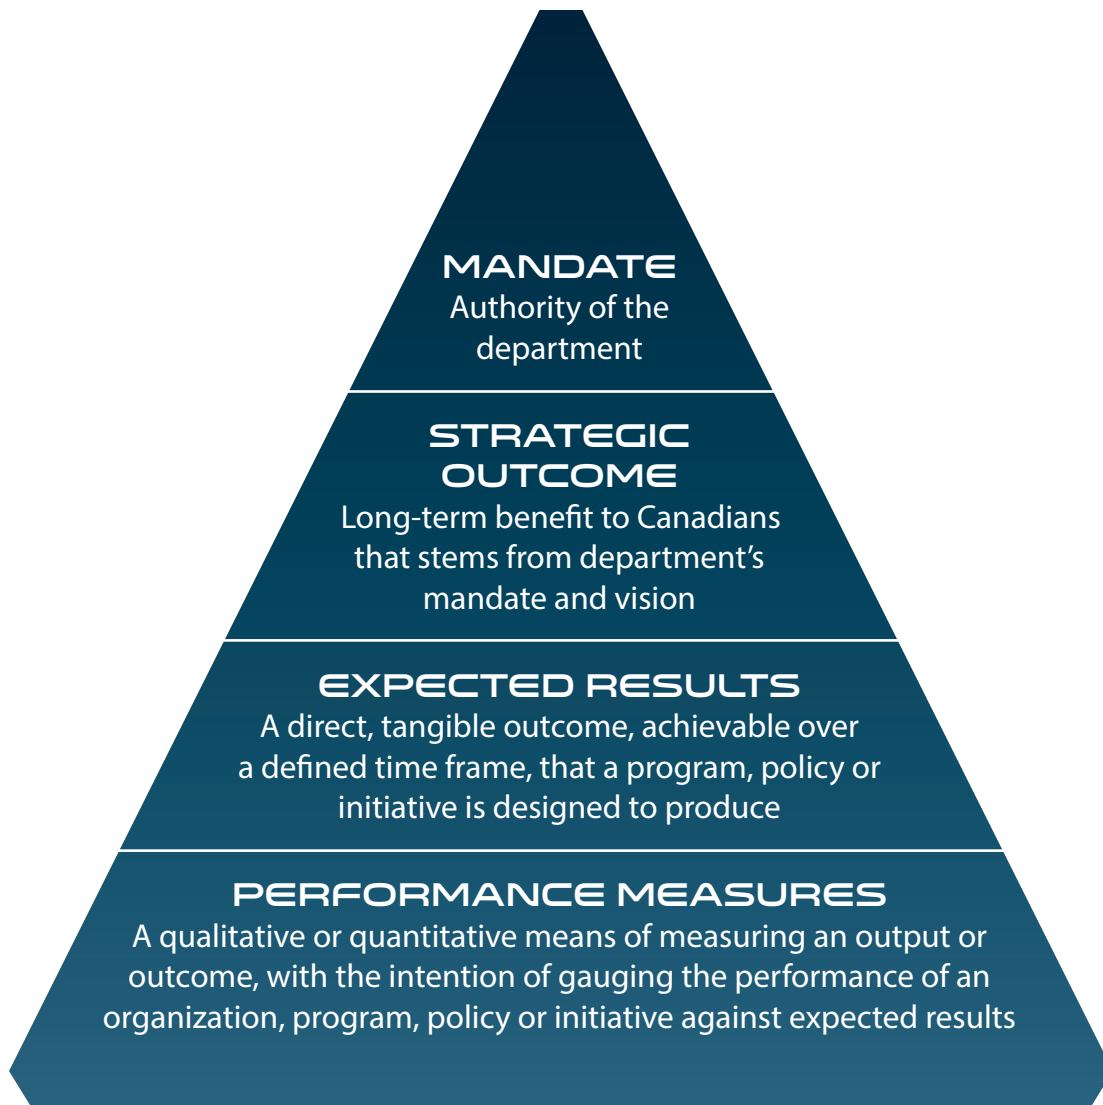 MANDATE
Authority of the
department
STRATEGIC
OUTCOME
Long-term benefit to Canadians
that stems from department’s
mandate and vision
EXPECTED RESULTS
A direct, tangible outcome, achievable over
a defined time frame, that a program, policy or
initiative is designed to produce
PERFORMANCE MEASURES
A qualitative or quantitative means of measuring an output or
outcome, with the intention of gauging the performance of an
organization, program, policy or initiative against expected results